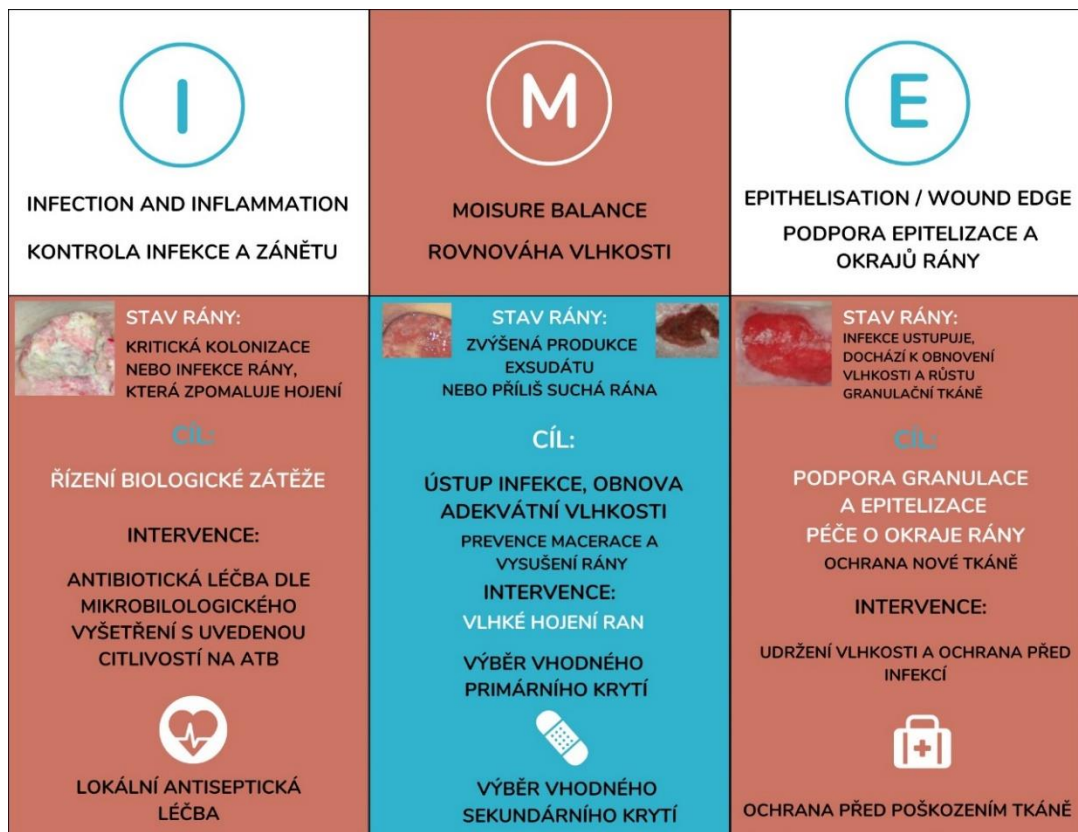 I
INFECTION AND INFLAMMATION
KONTROLA INFEKCE A ZÁNĚTU
STAV RÁNY:
KRITICKÁ KOLONIZACE
NEBO INFEKCE RÁNY,
KTERÁ ZPOMALUJE HOJENÍ
CÍL:
ŘÍZENÍ BIOLOGICKÉ ZÁTĚŽE
INTERVENCE:
ANTIBIOTICKÁ LÉČBA DLE
MIKROBILOLOGICKÉHO
VYŠETŘENÍ S UVEDENOU
CITLIVOSTÍ NA ATB
LOKÁLNÍ ANTISEPTICKÁ
LÉČBA
M
MOISURE BALANCE
ROVNOVÁHA VLHKOSTI
STAV RÁNY:
ZVÝŠENÁ PRODUKCE
EXSUDÁTU
NEBO PŘÍLIŠ SUCHÁ RÁNA
CÍL:
ÚSTUP INFEKCE, OBNOVA
ADEKVÁTNÍ VLHKOSTI
PREVENCE MACERACE A
VYSUŠENÍ RÁNY
INTERVENCE:
VLHKÉ HOJENÍ RAN
VÝBĚR VHODNÉHO
PRIMÁRNÍHO KRYTÍ
VÝBĚR VHODNÉHO
SEKUNDÁRNÍHO KRYTÍ
E
EPITHELISATION / WOUND EDGE
PODPORA EPITELIZACE A
OKRAJŮ RÁNY
STAV RÁNY:
INFEKCE USTUPUJE,
DOCHÁZÍ K OBNOVENÍ
VLHKOSTI A RŮSTU
GRANULAČNÍ TKÁNĚ
CÍL:
PODPORA GRANULACE
A EPITELIZACE
PÉČE O OKRAJE RÁNY
OCHRANA NOVÉ TKÁNĚ
INTERVENCE:
UDRŽENÍ VLHKOSTI A OCHRANA PŘED
INFEKCÍ
OCHRANA PŘED POŠKOZENÍM TKÁNĚ